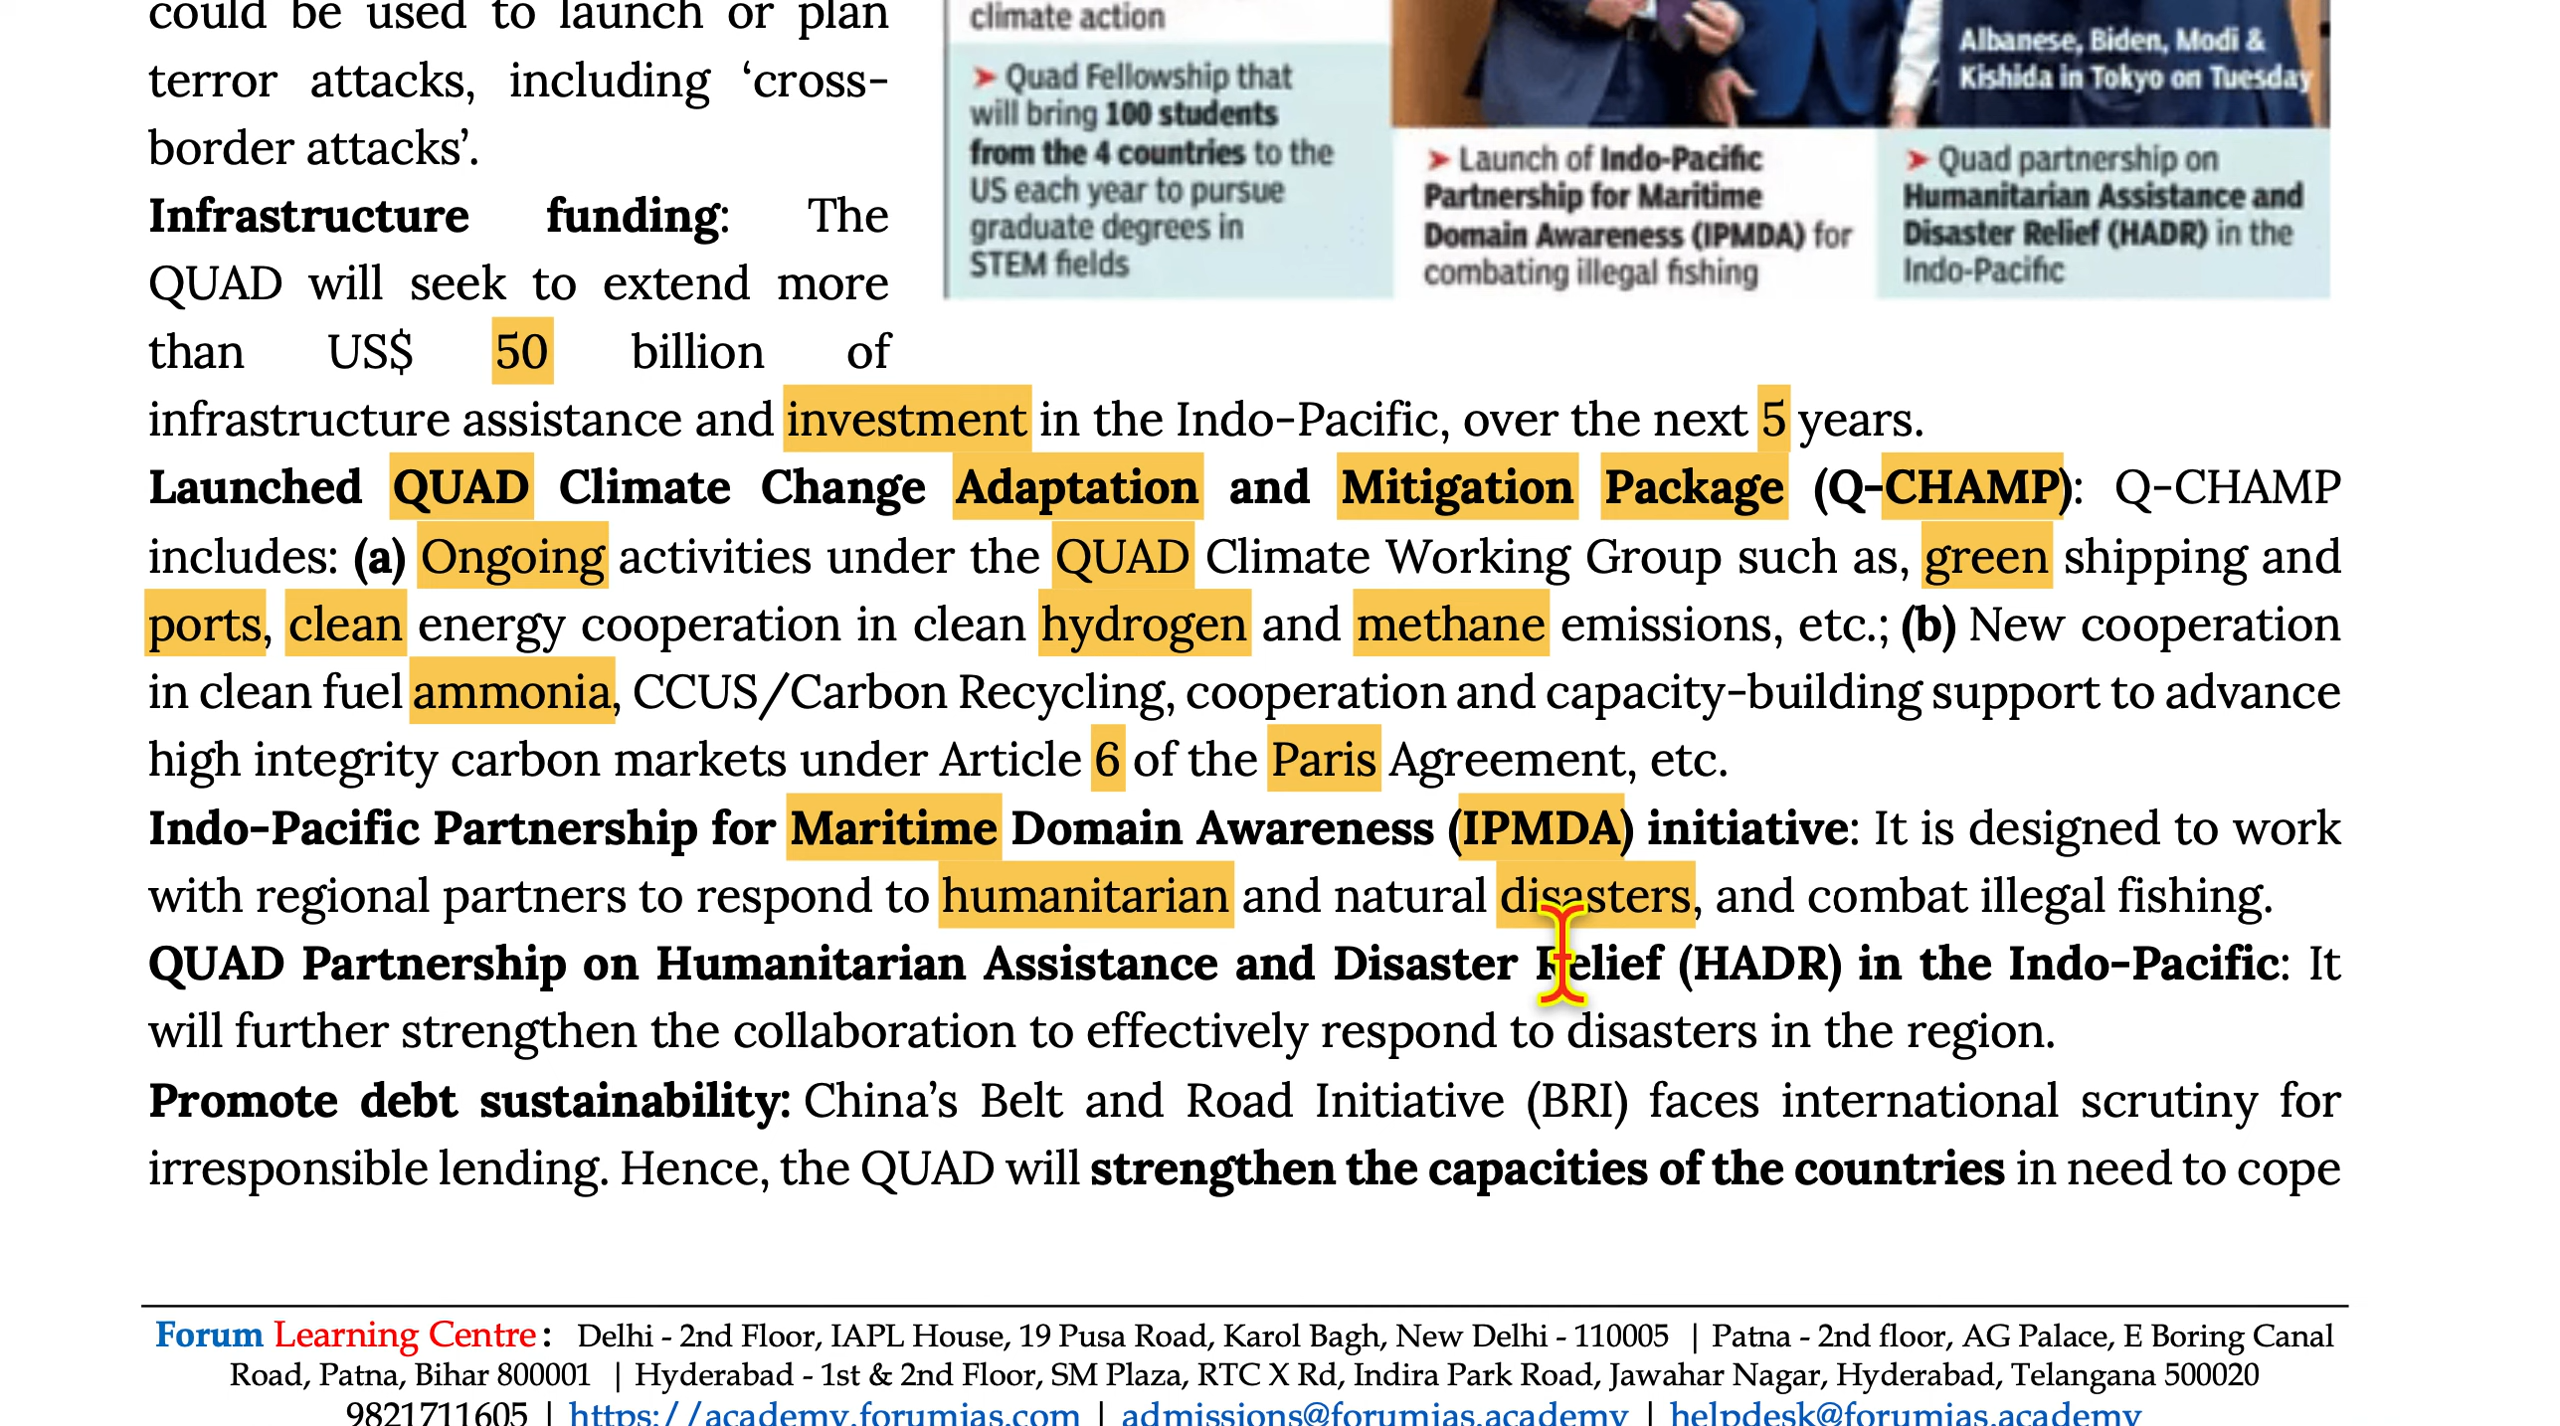 could be used to launch or plan
terror attacks, including ‘cross-
border attacks’.
Infrastructure funding: The
QUAD will seek to extend more
than US$ 50 billion of
climate action
➤ Quad Fellowship that
will bring 100 students
from the 4 countries to the
US each year to pursue
graduate degrees in
STEM fields
Albanese, Biden, Modi &
Kishida in Tokyo on Tuesday
➤ Launch of Indo-Pacific
Partnership for Maritime
Domain Awareness (IPMDA) for
combating illegal fishing
➤ Quad partnership on
Humanitarian Assistance and
Disaster Relief (HADR) in the
Indo-Pacific
infrastructure assistance and investment in the Indo-Pacific, over the next 5 years.
Launched QUAD Climate Change Adaptation and Mitigation Package (Q-CHAMP): Q-CHAMP
includes: (a) Ongoing activities under the QUAD Climate Working Group such as, green shipping and
ports, clean energy cooperation in clean hydrogen and methane emissions, etc.; (b) New cooperation
in clean fuel ammonia, CCUS/Carbon Recycling, cooperation and capacity-building support to advance
high integrity carbon markets under Article 6 of the Paris Agreement, etc.
Indo-Pacific Partnership for Maritime Domain Awareness (IPMDA) initiative: It is designed to work
with regional partners to respond to humanitarian and natural disasters, and combat illegal fishing.
QUAD Partnership on Humanitarian Assistance and Disaster Relief (HADR) in the Indo-Pacific: It
will further strengthen the collaboration to effectively respond to disasters in the region.
Promote debt sustainability: China’s Belt and Road Initiative (BRI) faces international scrutiny for
irresponsible lending. Hence, the QUAD will strengthen the capacities of the countries in need to cope
Forum Learning Centre: Delhi - 2nd Floor, IAPL House, 19 Pusa Road, Karol Bagh, New Delhi - 110005 | Patna - 2nd floor, AG Palace, E Boring Canal
Road, Patna, Bihar 800001 | Hyderabad - 1st & 2nd Floor, SM Plaza, RTC X Rd, Indira Park Road, Jawahar Nagar, Hyderabad, Telangana 500020
9821711605 | https://academy.forumias.com | admissions@forumias.academy | helpdesk@forumias.academy